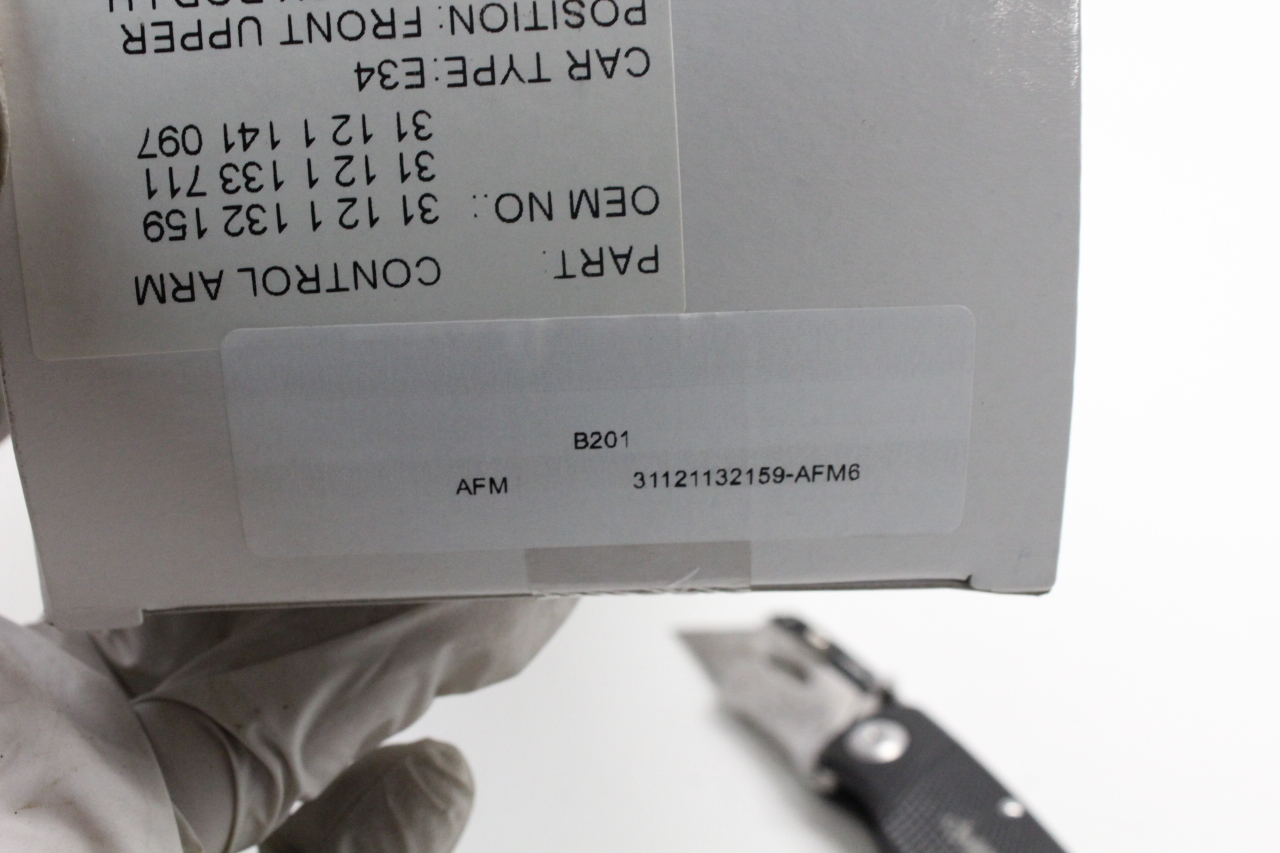 PART: CONTROL ARM
OEM NO.: 31 12 1 132 159
31 12 1 133 711
31 12 1 141 097
CAR TYPE:E34
POSITION: FRONT UPPER
B201
AFM 31121132159-AFM6